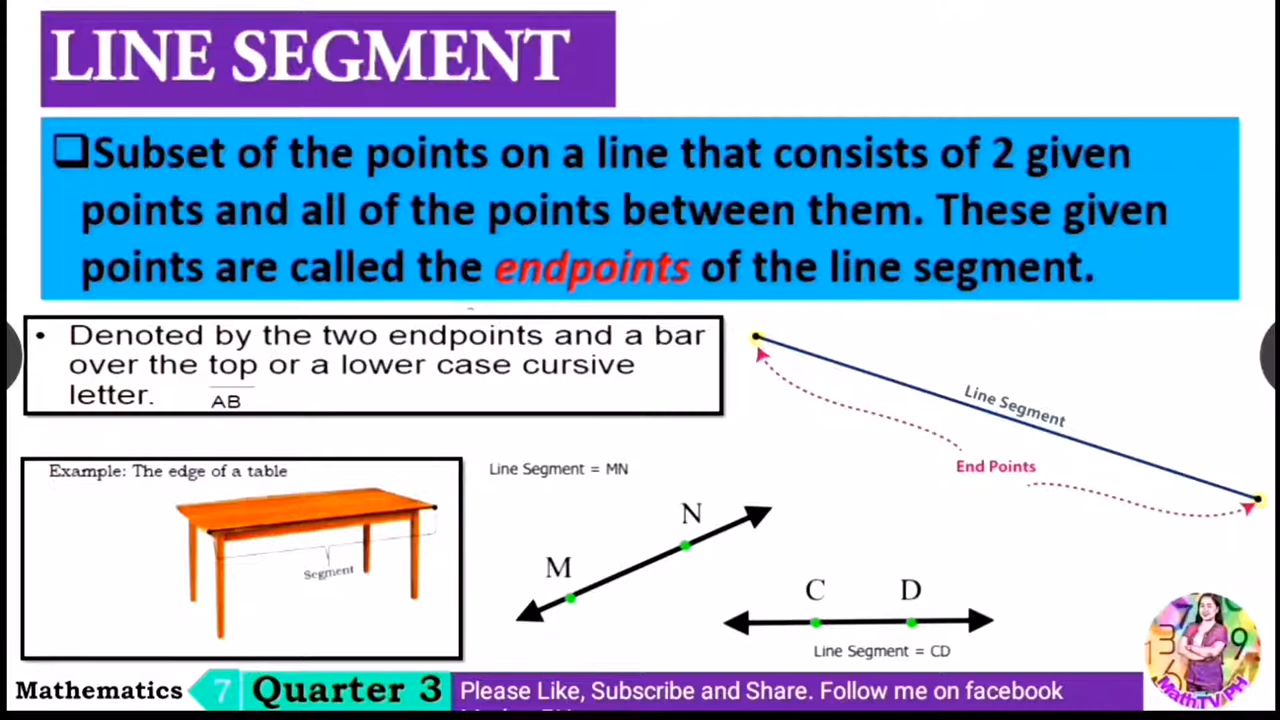 LINE SEGMENT
❑Subset of the points on a line that consists of 2 given
points and all of the points between them. These given
points are called the endpoints of the line segment.
• Denoted by the two endpoints and a bar
over the top or a lower case cursive
letter.
AB
Line Segment
End Points
Example: The edge of a table
Segment
Line Segment = MN
N
M
C D
Line Segment = CD
Mathematics 7 Quarter 3
Please Like, Subscribe and Share. Follow me on facebook
MathTV PH